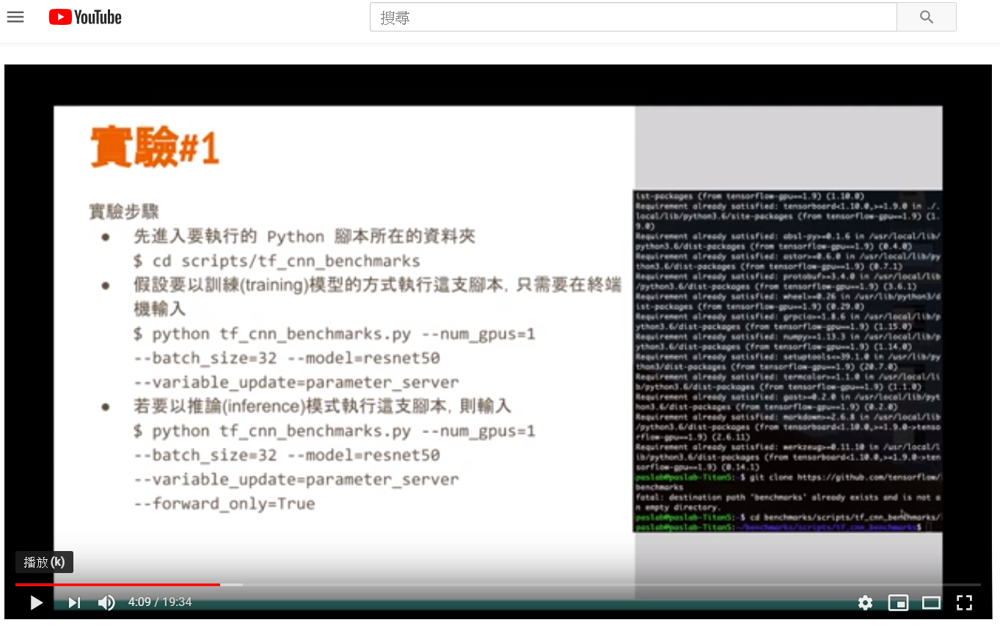 YouTube
搜尋
實驗#1
實驗步驟
● 先進入要執行的 Python 腳本所在的資料夾
$ cd scripts/tf_cnn_benchmarks
● 假設要以訓練(training)模型的方式執行這支腳本, 只需要在終端
機輸入
$ python tf_cnn_benchmarks.py --num_gpus=1
--batch_size=32 --model=resnet50
--variable_update=parameter_server
● 若要以推論(inference)模式執行這支腳本, 則輸入
$ python tf_cnn_benchmarks.py --num_gpus=1
--batch_size=32 --model=resnet50
--variable_update=parameter_server
--forward_only=True
ist-packages (from tensorflow-gpu==1.9) (1.10.0)
Requirement already satisfied: tensorboard<1.10.0,>=1.9.0 in ./.
local/lib/python3.6/site-packages (from tensorflow-gpu==1.9) (1.
9.0)
Requirement already satisfied: absl-py>=0.1.6 in /usr/local/lib/
python3.6/dist-packages (from tensorflow-gpu==1.9) (0.4.0)
Requirement already satisfied: astor>=0.6.0 in /usr/local/lib/py
thon3.6/dist-packages (from tensorflow-gpu==1.9) (0.7.1)
Requirement already satisfied: protobuf>=3.4.0 in /usr/local/lib
/python3.6/dist-packages (from tensorflow-gpu==1.9) (3.6.1)
Requirement already satisfied: wheel>=0.26 in /usr/lib/python3/d
ist-packages (from tensorflow-gpu==1.9) (0.29.0)
Requirement already satisfied: grpcio>=1.8.6 in /usr/local/lib/p
ython3.6/dist-packages (from tensorflow-gpu==1.9) (1.15.0)
Requirement already satisfied: numpy>=1.13.3 in /usr/local/lib/p
ython3.6/dist-packages (from tensorflow-gpu==1.9) (1.14.0)
Requirement already satisfied: setuptools<=39.1.0 in /usr/lib/py
thon3/dist-packages (from tensorflow-gpu==1.9) (20.7.0)
Requirement already satisfied: termcolor>=1.1.0 in /usr/local/li
b/python3.6/dist-packages (from tensorflow-gpu==1.9) (1.1.0)
Requirement already satisfied: gast>=0.2.0 in /usr/local/lib/pyt
hon3.6/dist-packages (from tensorflow-gpu==1.9) (0.2.0)
Requirement already satisfied: markdown>=2.6.8 in /usr/local/lib
/python3.6/dist-packages (from tensorboard<1.10.0,>=1.9.0->tenso
rflow-gpu==1.9) (2.6.11)
Requirement already satisfied: werkzeug>=0.11.10 in /usr/local/l
ib/python3.6/dist-packages (from tensorboard<1.10.0,>=1.9.0->ten
sorflow-gpu==1.9) (0.14.1)
paslab@paslab-Titan5:~$ git clone https://github.com/tensorflow/
benchmarks
fatal: destination path 'benchmarks' already exists and is not a
n empty directory.
paslab@paslab-Titan5:~$ cd benchmarks/scripts/tf_cnn_benchmarks/
paslab@paslab-Titan5:~/benchmarks/scripts/tf_cnn_benchmarks$
播放 (k)
4:09 / 19:34